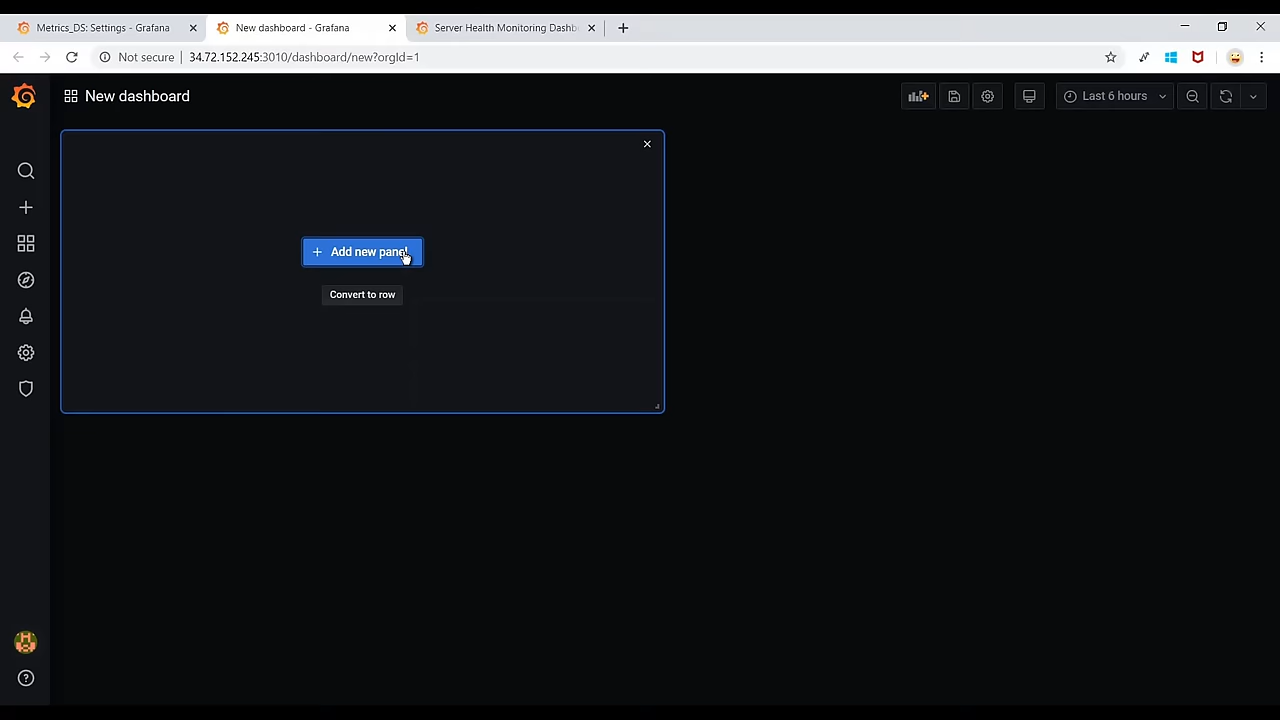 Metrics_DS: Settings - Grafana
New dashboard - Grafana
Server Health Monitoring Dashb
Not secure
34.72.152.245:3010/dashboard/new?orgId=1
New dashboard
Last 6 hours
Add new panel
Convert to row